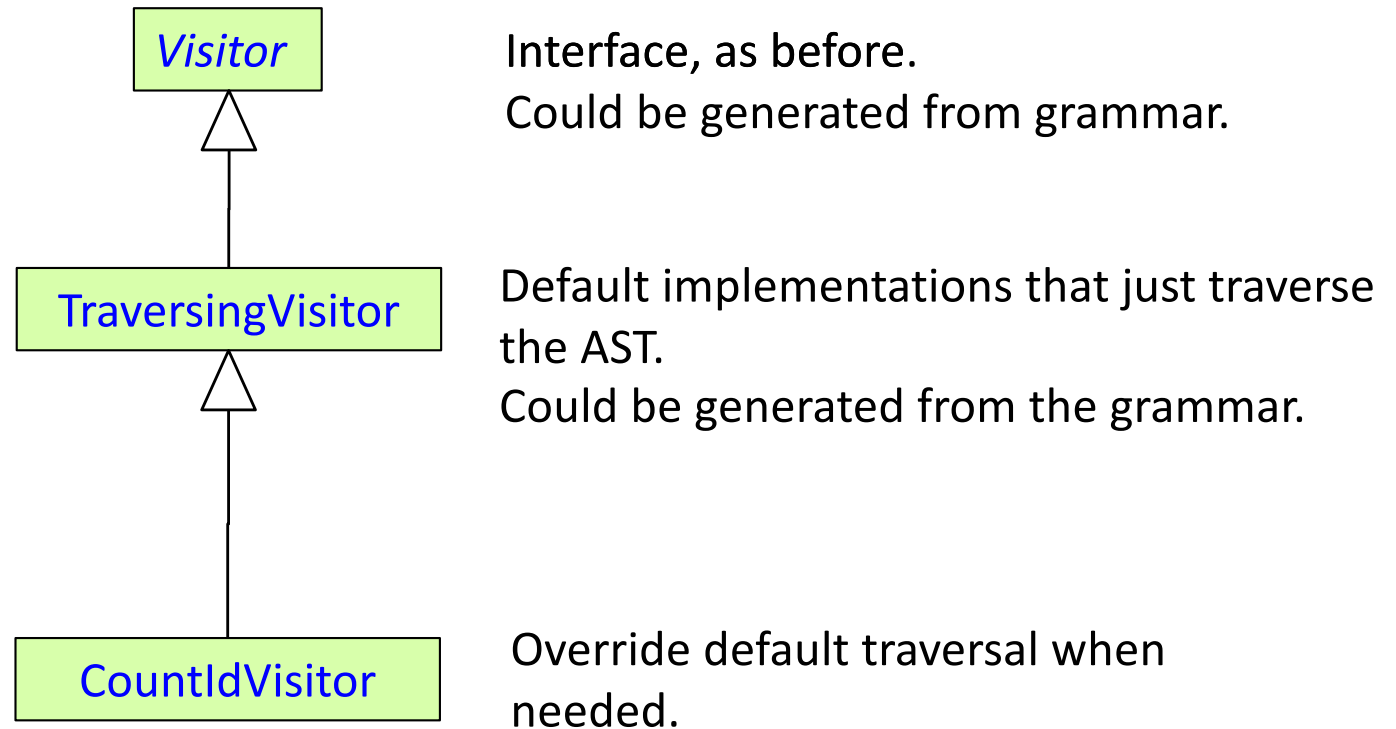 Visitor
Interface, as before.
Could be generated from grammar.
TraversingVisitor
Default implementations that just traverse
the AST.
Could be generated from the grammar.
CountIdVisitor
Override default traversal when
needed.